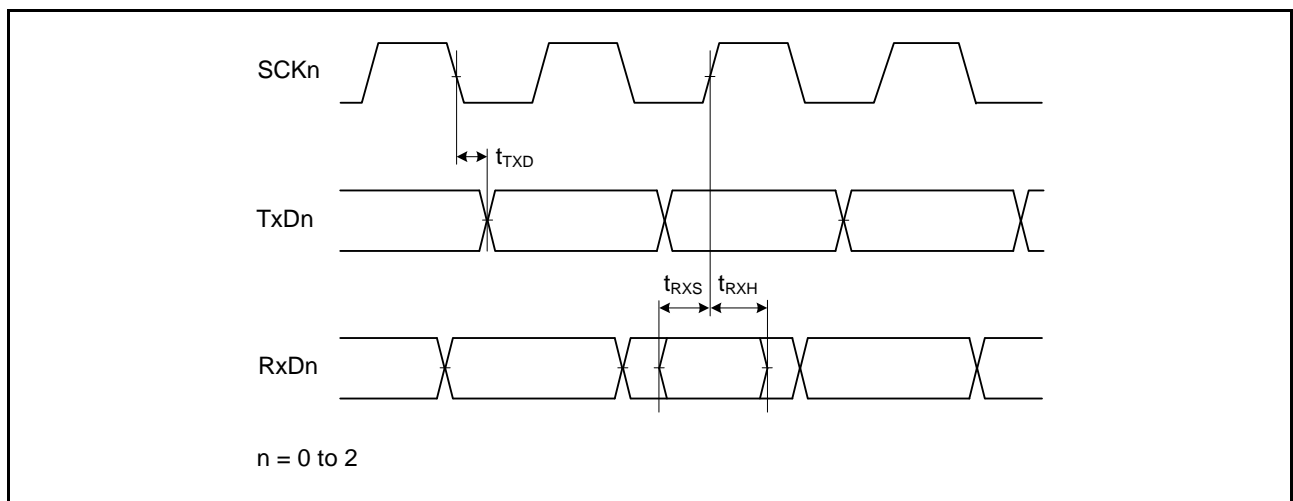 SCKn
tTXD
TxDn
tRXS tRXH
RxDn
n = 0 to 2